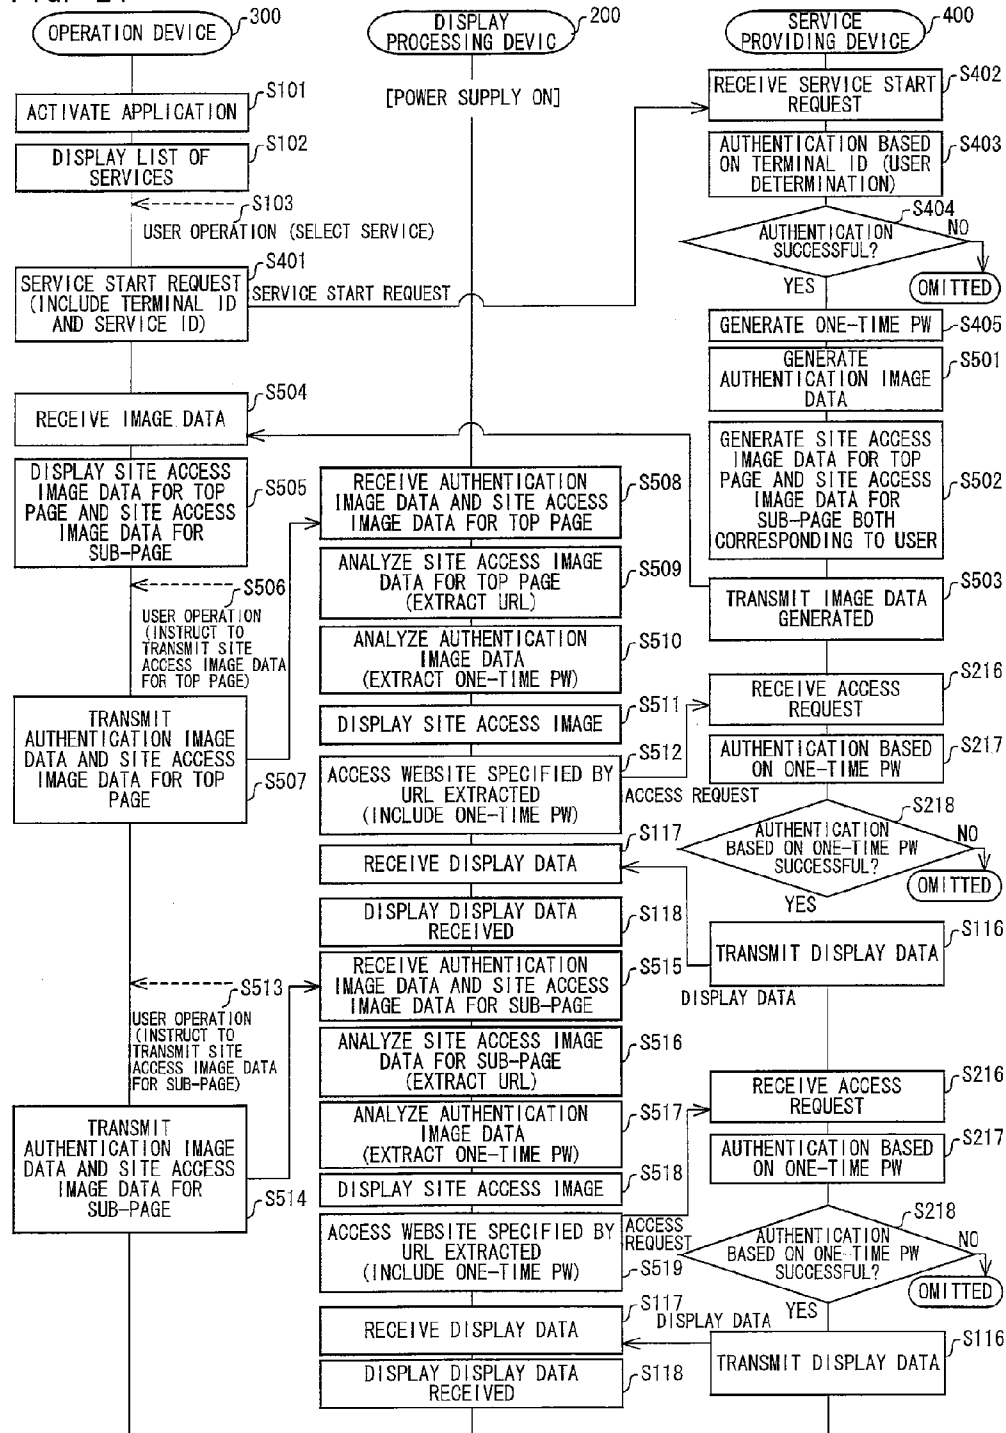 OPERATION DEVICE
300
DISPLAY
PROCESSING DEVIC
200
SERVICE
PROVIDING DEVICE
400
ACTIVATE APPLICATION
S101
DISPLAY LIST OF
SERVICES
S102
S103
USER OPERATION (SELECT SERVICE)
SERVICE START REQUEST
(INCLUDE TERMINAL ID
AND SERVICE ID)
S401
SERVICE START REQUEST
[POWER SUPPLY ON]
RECEIVE SERVICE START
REQUEST
S402
AUTHENTICATION BASED
ON TERMINAL ID (USER
DETERMINATION)
S403
AUTHENTICATION
SUCCESSFUL?
S404
NO
OMITTED
YES
GENERATE ONE-TIME PW
S405
GENERATE
AUTHENTICATION IMAGE
DATA
S501
GENERATE SITE ACCESS
IMAGE DATA FOR TOP
PAGE AND SITE ACCESS
IMAGE DATA FOR
SUB-PAGE BOTH
CORRESPONDING TO USER
S502
TRANSMIT IMAGE DATA
GENERATED
S503
RECEIVE IMAGE DATA
S504
DISPLAY SITE ACCESS
IMAGE DATA FOR TOP
PAGE AND SITE ACCESS
IMAGE DATA FOR
SUB-PAGE
S505
S506
USER OPERATION
(INSTRUCT TO
TRANSMIT SITE
ACCESS IMAGE DATA
FOR TOP PAGE)
TRANSMIT
AUTHENTICATION IMAGE
DATA AND SITE ACCESS
IMAGE DATA FOR TOP
PAGE
S507
RECEIVE AUTHENTICATION
IMAGE DATA AND SITE ACCESS
IMAGE DATA FOR TOP PAGE
S508
ANALYZE SITE ACCESS IMAGE
DATA FOR TOP PAGE
(EXTRACT URL)
S509
ANALYZE AUTHENTICATION
IMAGE DATA
(EXTRACT ONE-TIME PW)
S510
DISPLAY SITE ACCESS IMAGE
S511
ACCESS WEBSITE SPECIFIED BY
URL EXTRACTED
(INCLUDE ONE-TIME PW)
S512
ACCESS REQUEST
RECEIVE ACCESS
REQUEST
S216
AUTHENTICATION BASED
ON ONE-TIME PW
S217
AUTHENTICATION
BASED ON ONE-TIME PW
SUCCESSFUL?
S218
NO
OMITTED
YES
TRANSMIT DISPLAY DATA
S116
DISPLAY DATA
RECEIVE DISPLAY DATA
S117
DISPLAY DISPLAY DATA
RECEIVED
S118
S513
USER OPERATION
(INSTRUCT TO
TRANSMIT SITE
ACCESS IMAGE DATA
FOR SUB-PAGE)
TRANSMIT
AUTHENTICATION IMAGE
DATA AND SITE ACCESS
IMAGE DATA FOR
SUB-PAGE
S514
RECEIVE AUTHENTICATION
IMAGE DATA AND SITE ACCESS
IMAGE DATA FOR SUB-PAGE
S515
ANALYZE SITE ACCESS IMAGE
DATA FOR SUB-PAGE
(EXTRACT URL)
S516
ANALYZE AUTHENTICATION
IMAGE DATA
(EXTRACT ONE-TIME PW)
S517
DISPLAY SITE ACCESS IMAGE
S518
ACCESS WEBSITE SPECIFIED BY
URL EXTRACTED
(INCLUDE ONE-TIME PW)
S519
ACCESS
REQUEST
RECEIVE ACCESS
REQUEST
S216
AUTHENTICATION BASED
ON ONE-TIME PW
S217
AUTHENTICATION
BASED ON ONE-TIME PW
SUCCESSFUL?
S218
NO
OMITTED
YES
TRANSMIT DISPLAY DATA
S116
DISPLAY DATA
RECEIVE DISPLAY DATA
S117
DISPLAY DISPLAY DATA
RECEIVED
S118